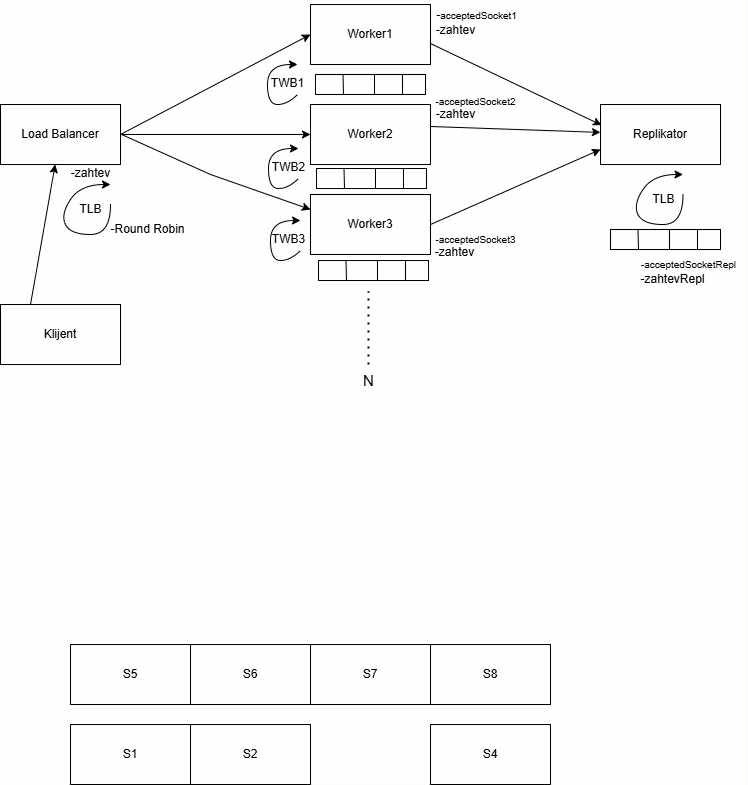 Worker1
-acceptedSocket1
-zahtev
TWB1
Load Balancer
Worker2
-acceptedSocket2
-zahtev
Replikator
-zahtev
TWB2
TLB
-Round Robin
Worker3
TLB
TWB3
-acceptedSocket3
-zahtev
-acceptedSocketRepl
-zahtevRepl
Klijent
N
S5 S6 S7 S8
S1 S2 S4